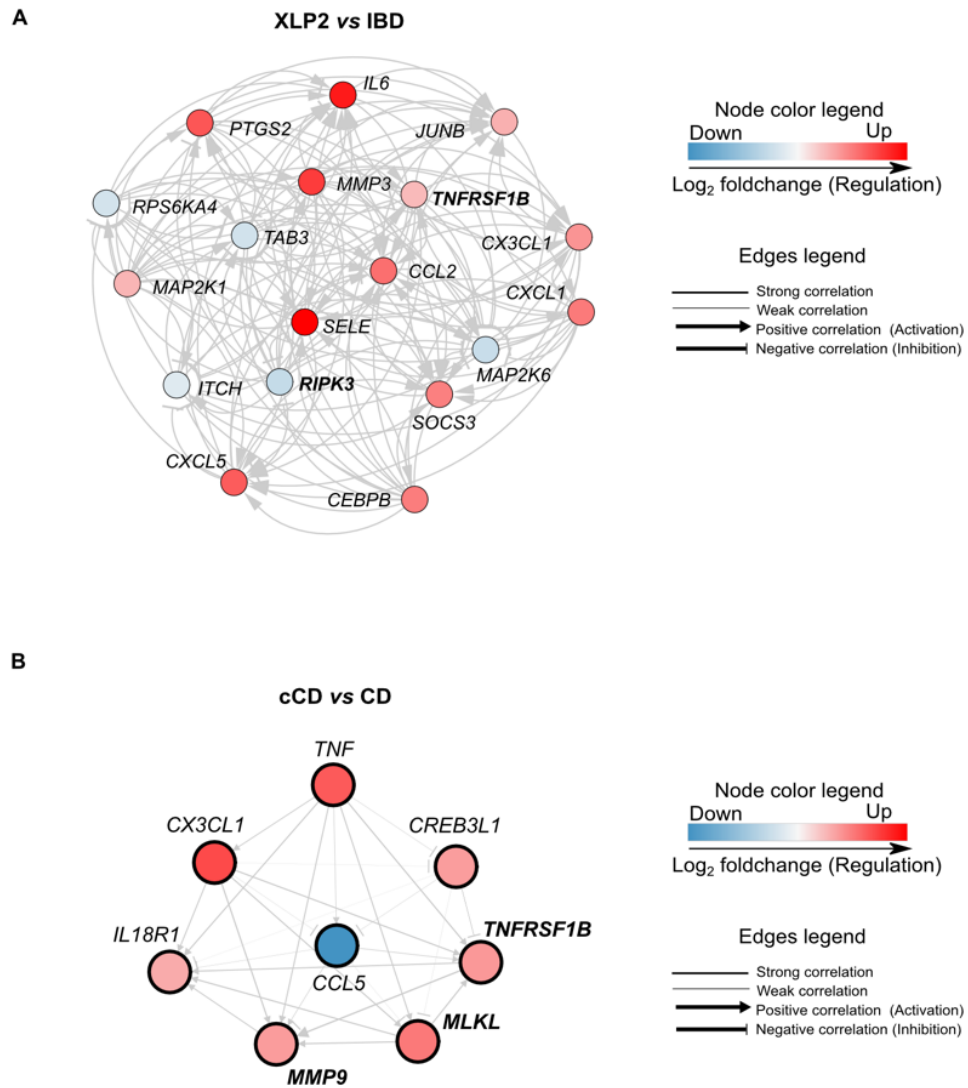 A
XLP2 vs IBD
IL6
PTGS2
JUNB
MMP3
TNFRSF1B
RPS6KA4
TAB3
CX3CL1
CCL2
MAP2K1
CXCL1
SELE
MAP2K6
ITCH
RIPK3
SOCS3
CXCL5
CEBPB
Node color legend
Down Up
Log2 foldchange (Regulation)
Edges legend
Strong correlation
Weak correlation
Positive correlation (Activation)
Negative correlation (Inhibition)
B
cCD vs CD
TNF
CX3CL1
CREB3L1
IL18R1
TNFRSF1B
CCL5
MLKL
MMP9
Node color legend
Down Up
Log2 foldchange (Regulation)
Edges legend
Strong correlation
Weak correlation
Positive correlation (Activation)
Negative correlation (Inhibition)